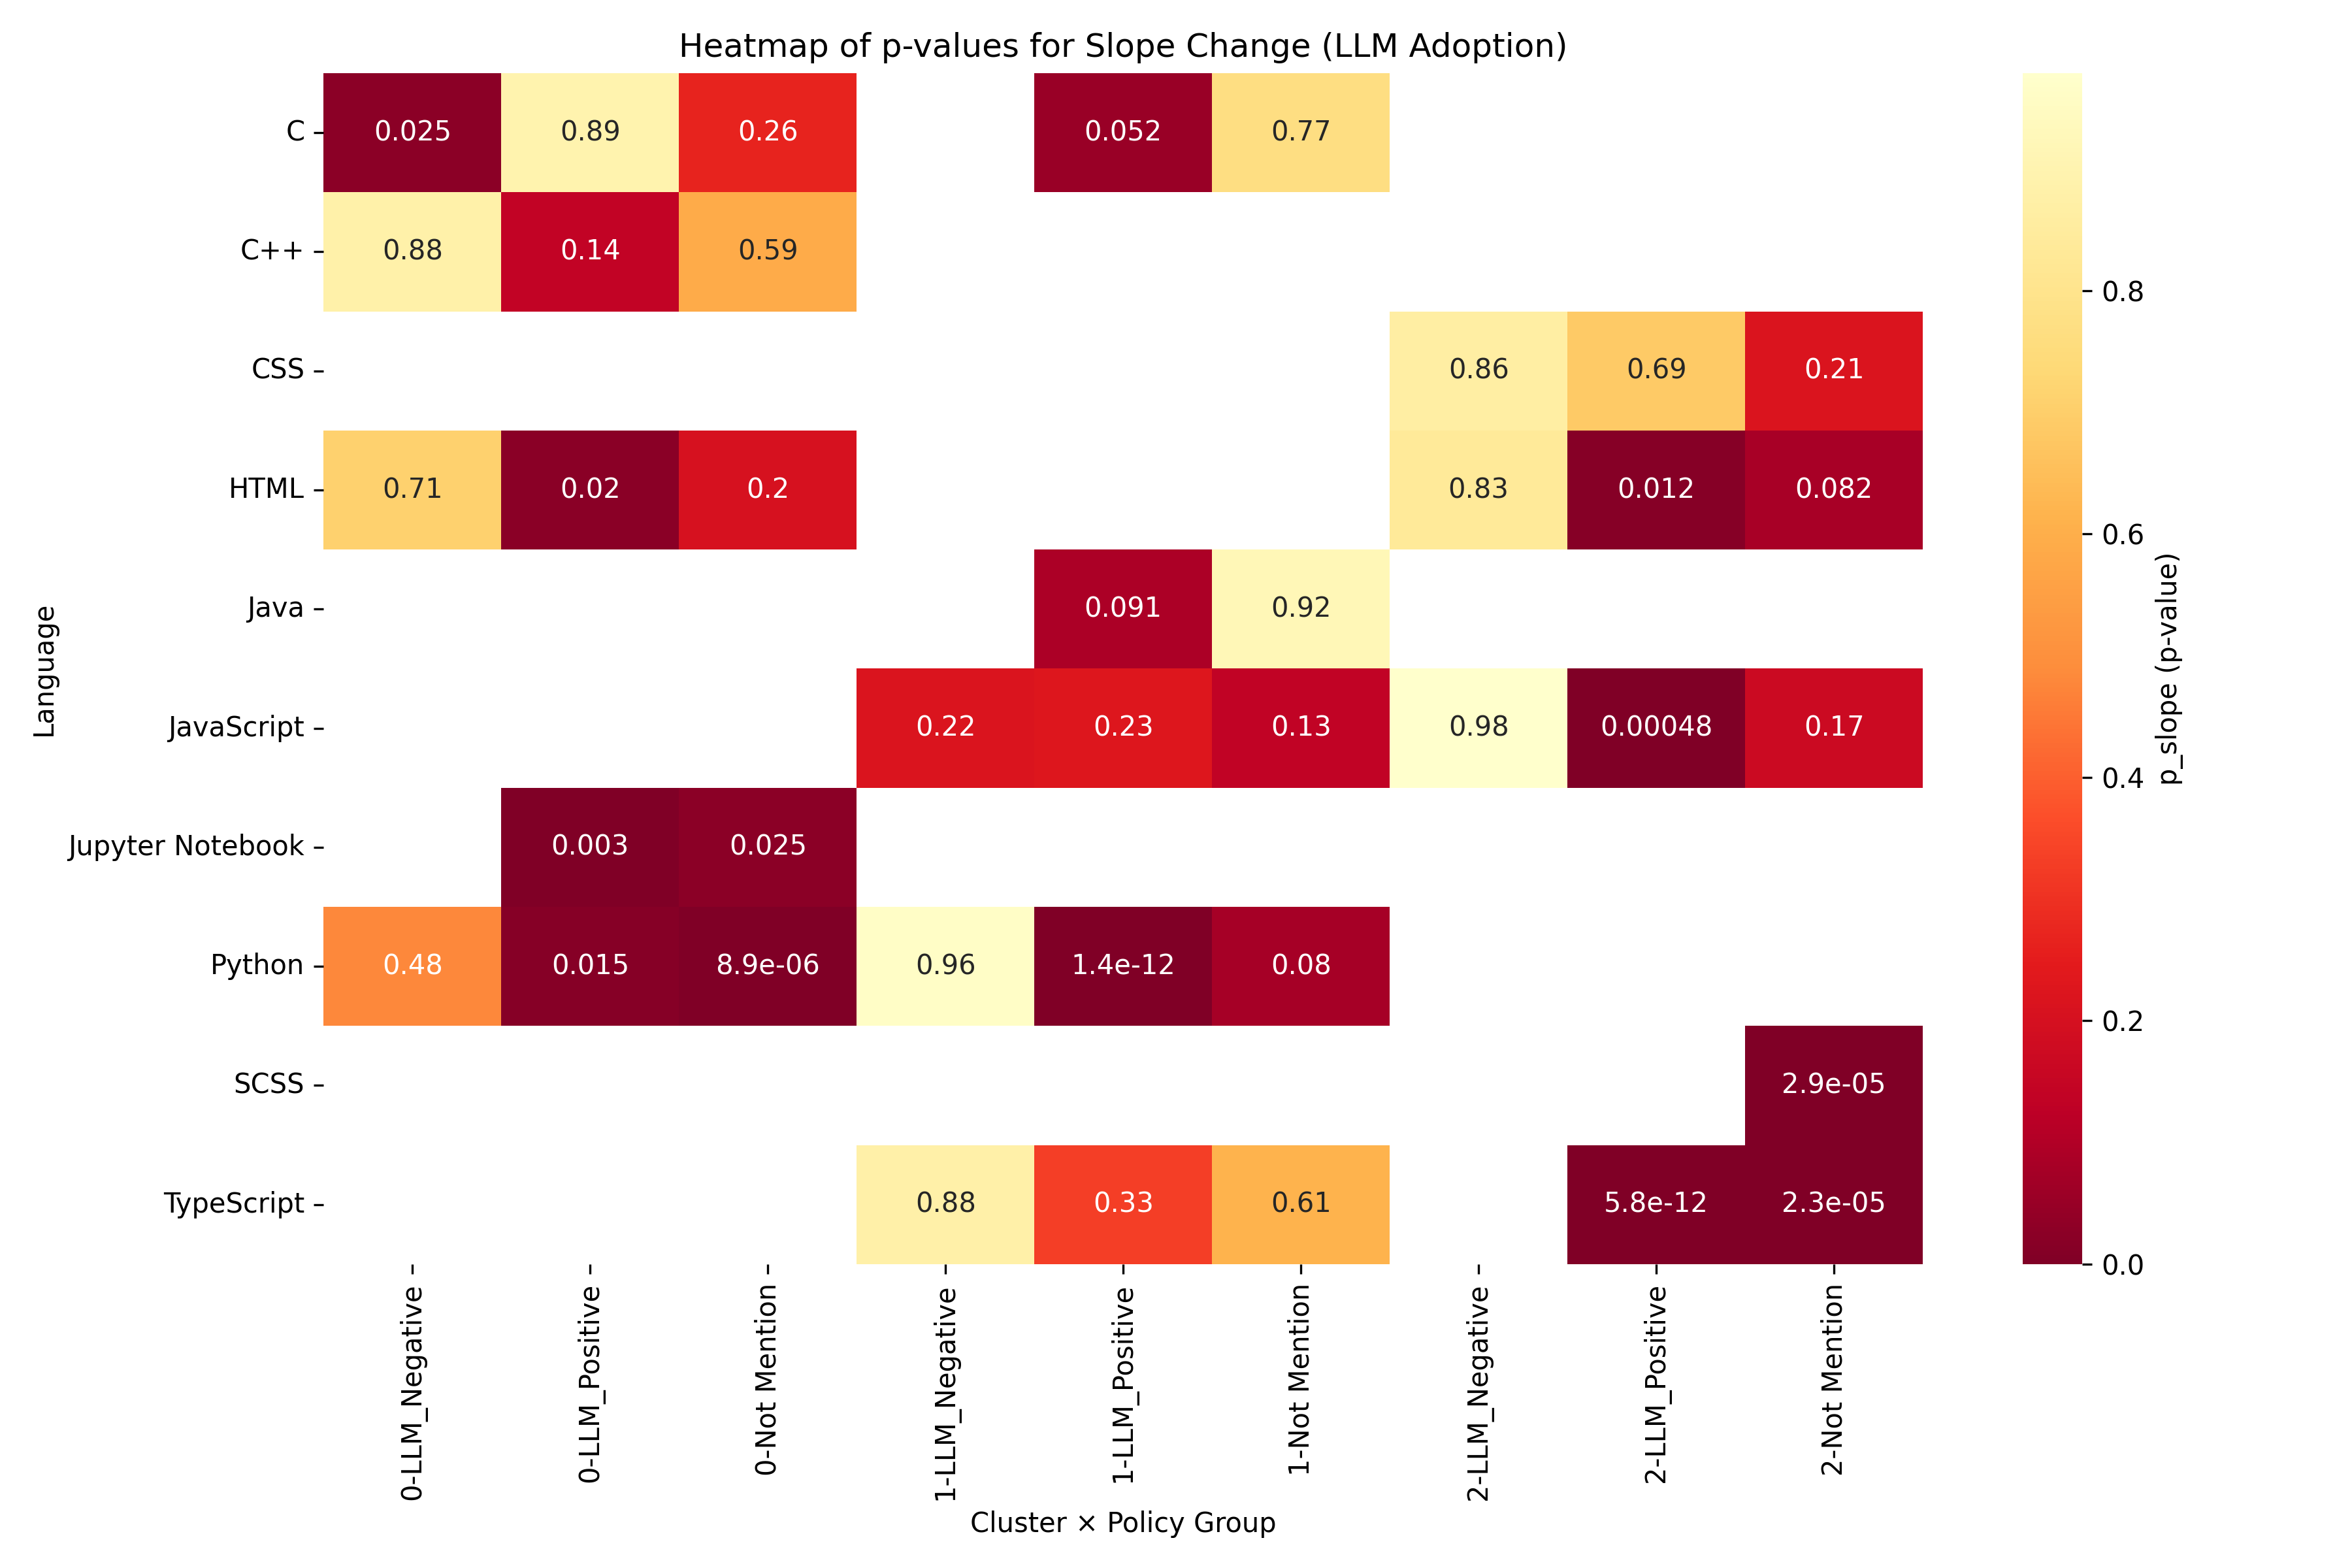 Heatmap of p-values for Slope Change (LLM Adoption)
C 0.025 0.89 0.26 0.052 0.77
C++ 0.88 0.14 0.59
CSS 0.86 0.69 0.21
HTML 0.71 0.02 0.2 0.83 0.012 0.082
Java 0.091 0.92
JavaScript 0.22 0.23 0.13 0.98 0.00048 0.17
Jupyter Notebook 0.003 0.025
Python 0.48 0.015 8.9e-06 0.96 1.4e-12 0.08
SCSS 2.9e-05
TypeScript 0.88 0.33 0.61 5.8e-12 2.3e-05
Language
0-LLM_Negative
0-LLM_Positive
0-Not Mention
1-LLM_Negative
1-LLM_Positive
1-Not Mention
2-LLM_Negative
2-LLM_Positive
2-Not Mention
Cluster × Policy Group
0.8
0.6
0.4
0.2
0.0
p_slope (p-value)